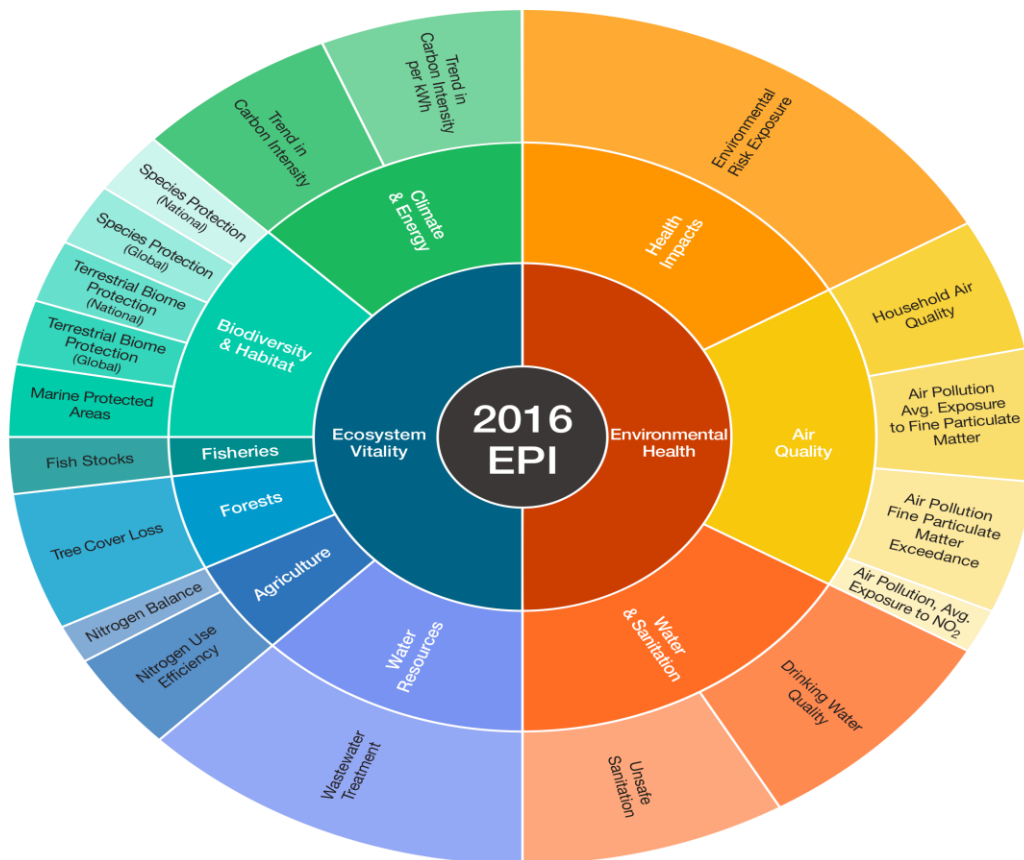 2016
EPI
Environmental
Health
Health
Impacts
Environmental
Risk Exposure
Air
Quality
Household Air
Quality
Air Pollution
Avg. Exposure
to Fine Particulate
Matter
Air Pollution
Fine Particulate
Matter
Exceedance
Air Pollution, Avg.
Exposure to NO₂
Water
& Sanitation
Drinking Water
Quality
Unsafe
Sanitation
Ecosystem
Vitality
Water
Resources
Wastewater
Treatment
Agriculture
Nitrogen Use
Efficiency
Nitrogen Balance
Forests
Tree Cover Loss
Fisheries
Fish Stocks
Biodiversity
& Habitat
Marine Protected
Areas
Terrestrial Biome
Protection
(Global)
Terrestrial Biome
Protection
(National)
Species Protection
(Global)
Species Protection
(National)
Climate
& Energy
Trend in
Carbon Intensity
Trend in
Carbon Intensity
per kWh